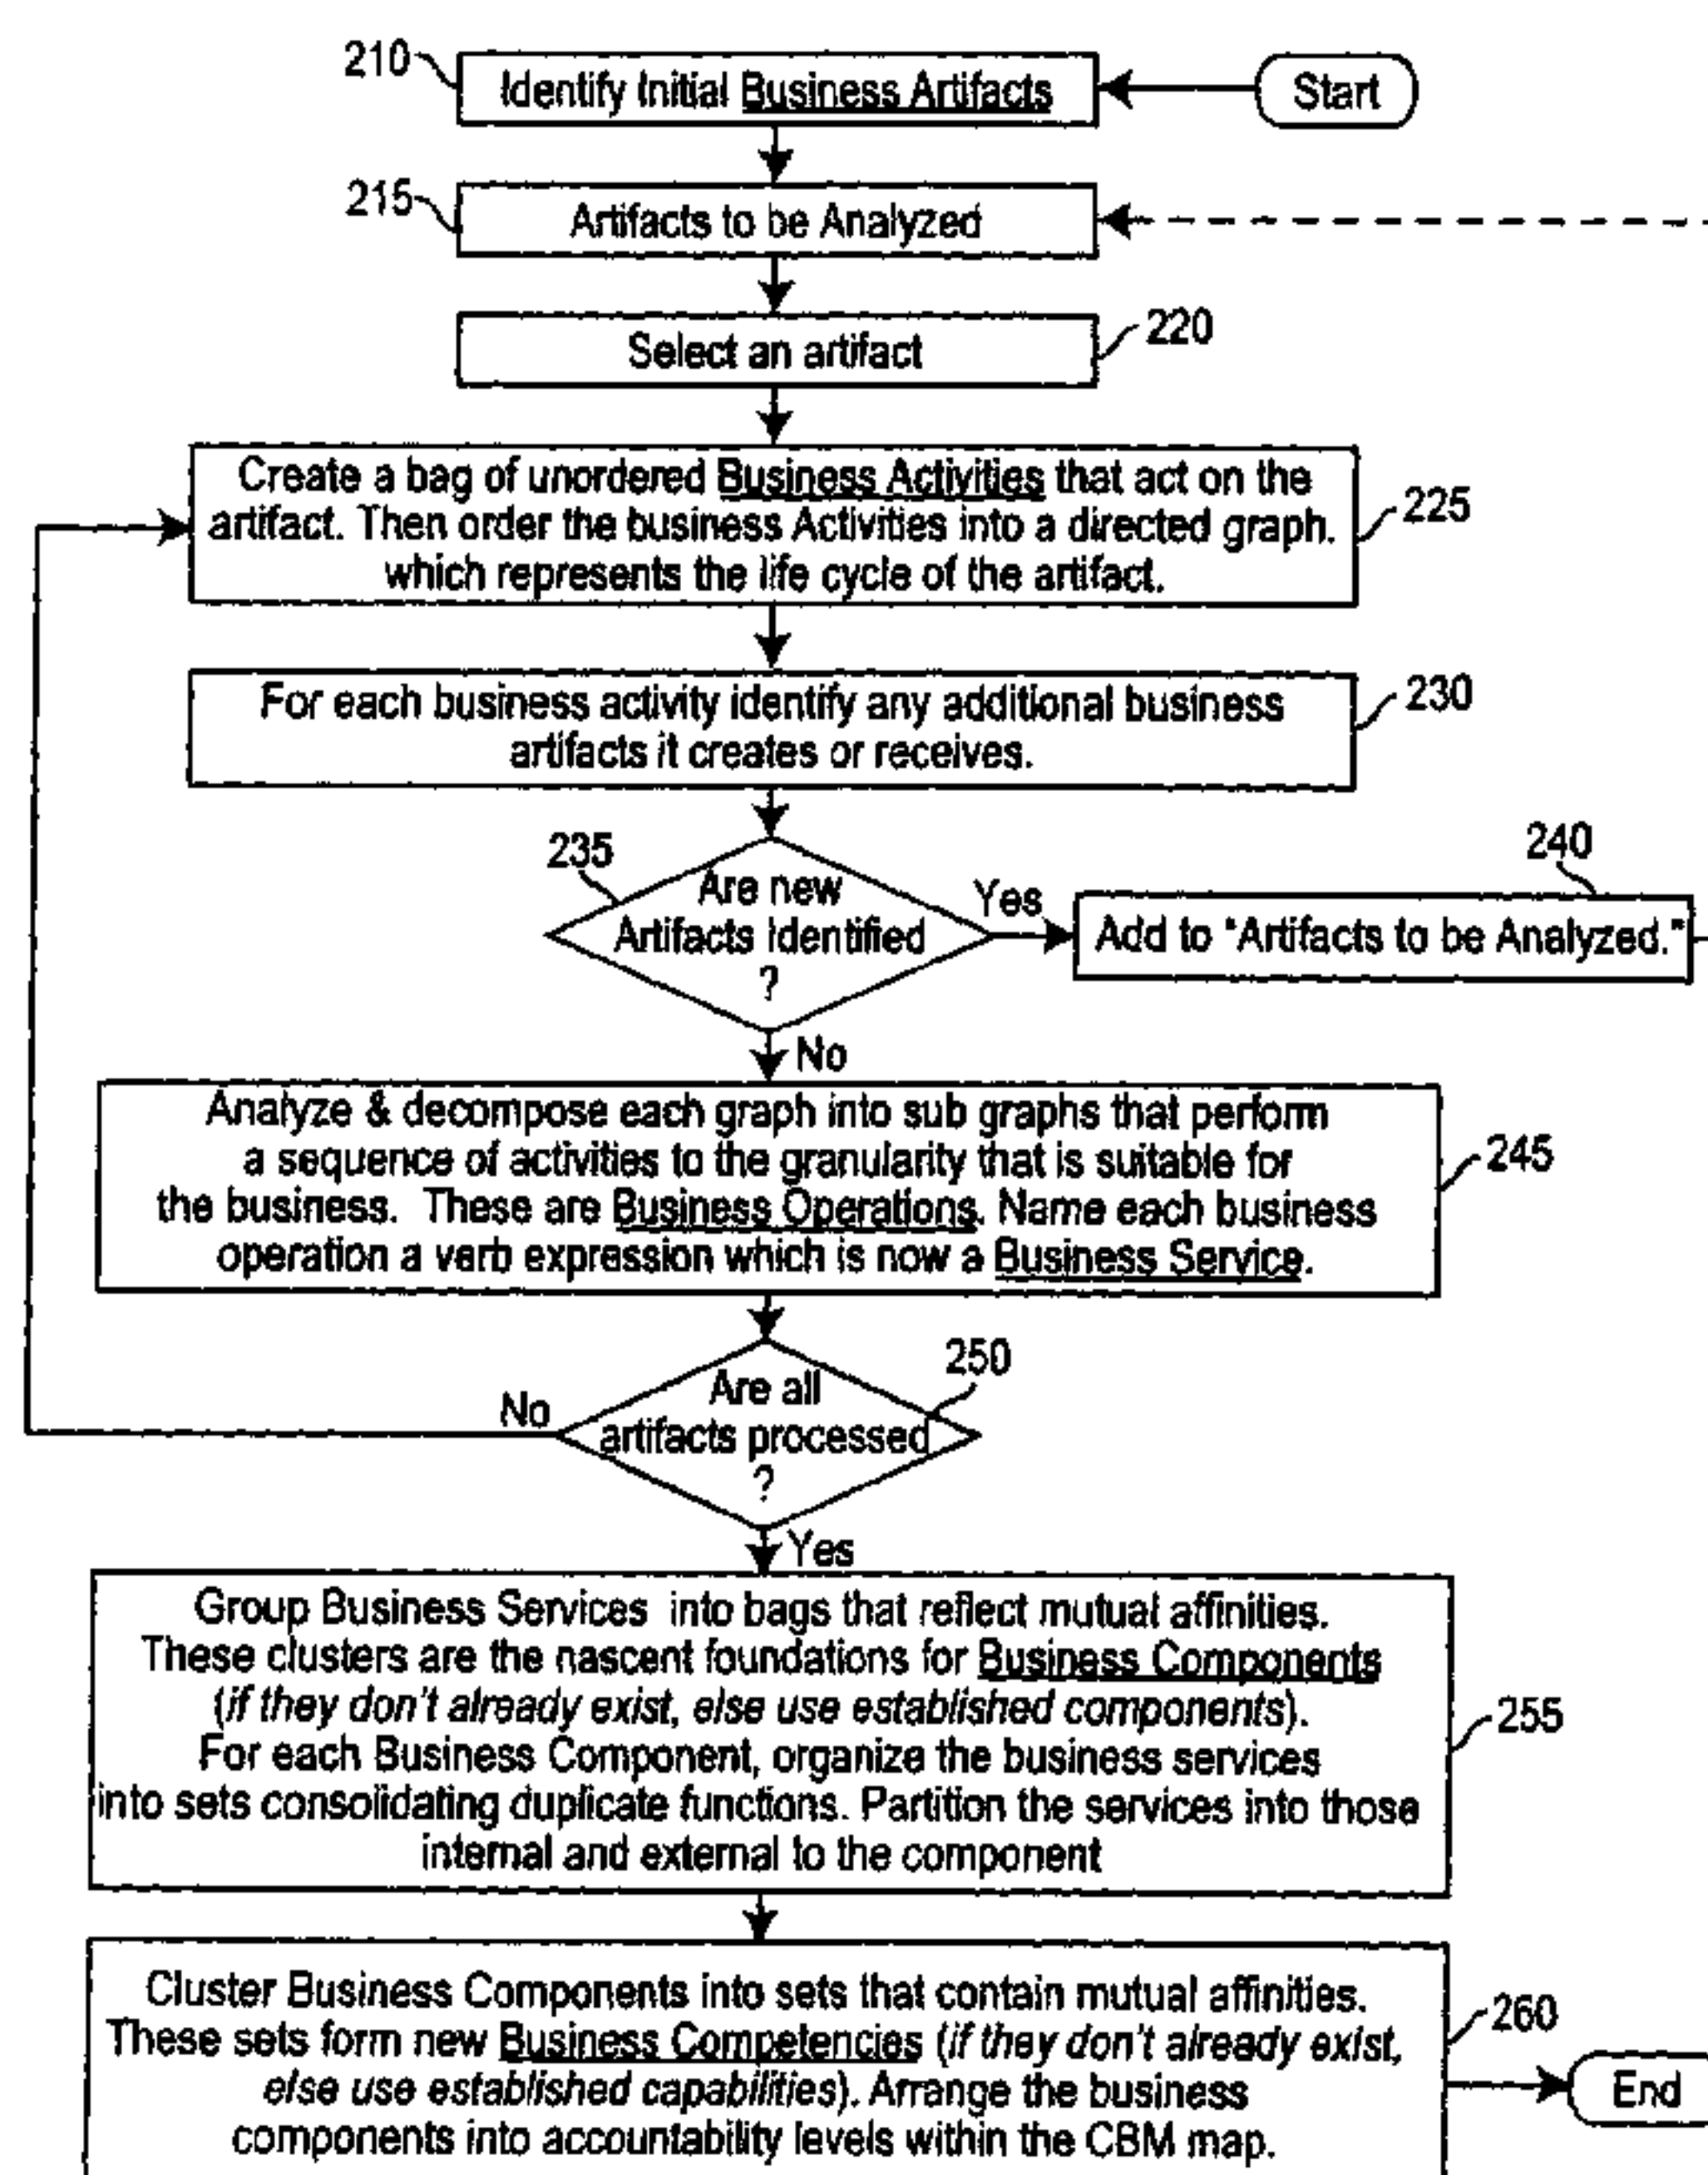 210
Identify Initial Business Artifacts
Start
215
Artifacts to be Analyzed
Select an artifact
220
Create a bag of unordered Business Activities that act on the
artifact. Then order the business Activities into a directed graph.
which represents the life cycle of the artifact.
225
For each business activity identify any additional business
artifacts it creates or receives.
230
235
Are new
Artifacts identified
?
Yes
240
Add to "Artifacts to be Analyzed."
No
Analyze & decompose each graph into sub graphs that perform
a sequence of activities to the granularity that is suitable for
the business. These are Business Operations. Name each business
operation a verb expression which is now a Business Service.
245
250
Are all
artifacts processed
?
No
Yes
Group Business Services into bags that reflect mutual affinities.
These clusters are the nascent foundations for Business Components
(if they don't already exist, else use established components).
For each Business Component, organize the business services
into sets consolidating duplicate functions. Partition the services into those
internal and external to the component
255
Cluster Business Components into sets that contain mutual affinities.
These sets form new Business Competencies (if they don't already exist,
else use established capabilities). Arrange the business
components into accountability levels within the CBM map.
260
End